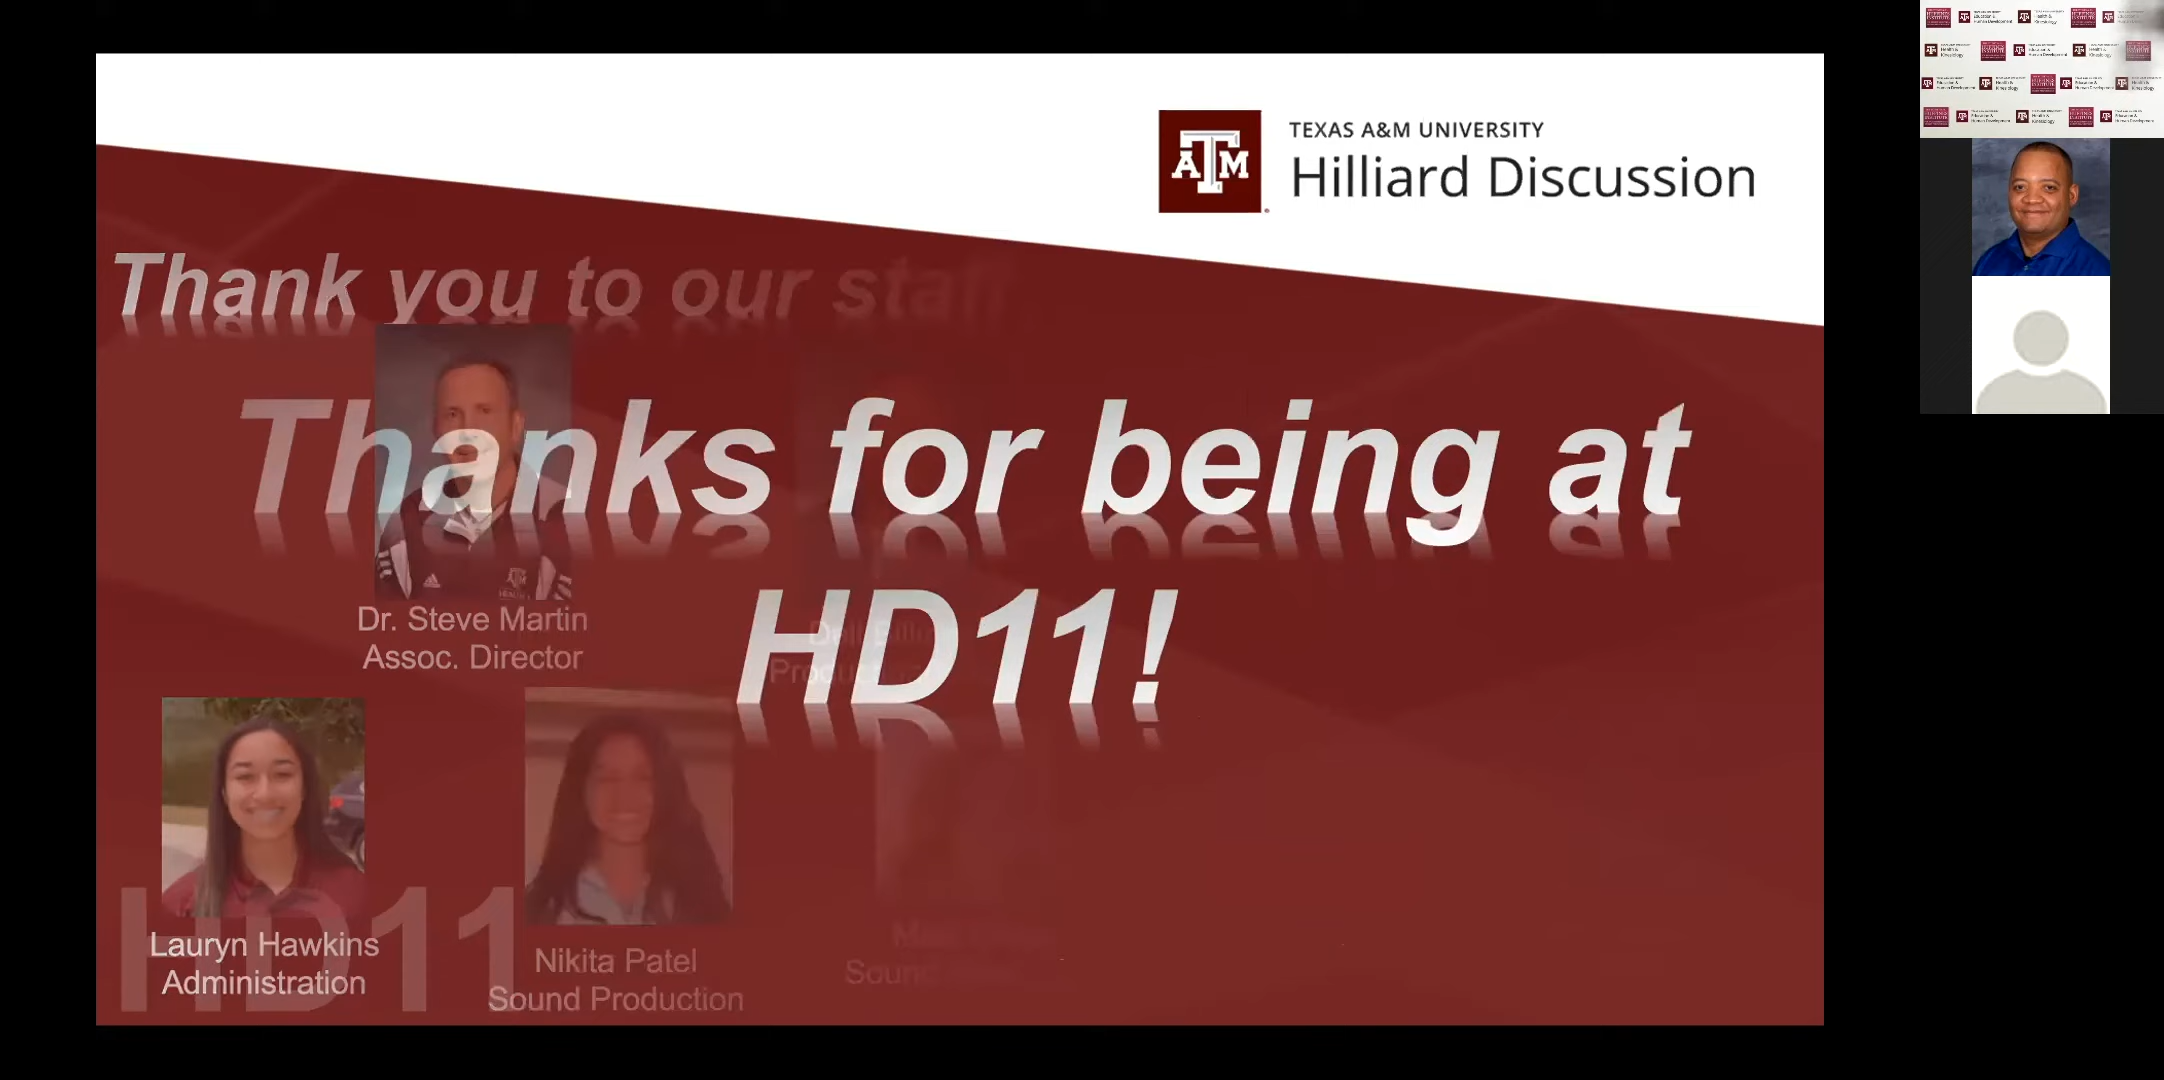 TEXAS A&M UNIVERSITY
Hilliard Discussion
ATM
Thank you to our staff
Thanks for being at
HD11!
Dr. Steve Martin
Assoc. Director
Lauryn Hawkins
Administration
Nikita Patel
Sound Production
HD11